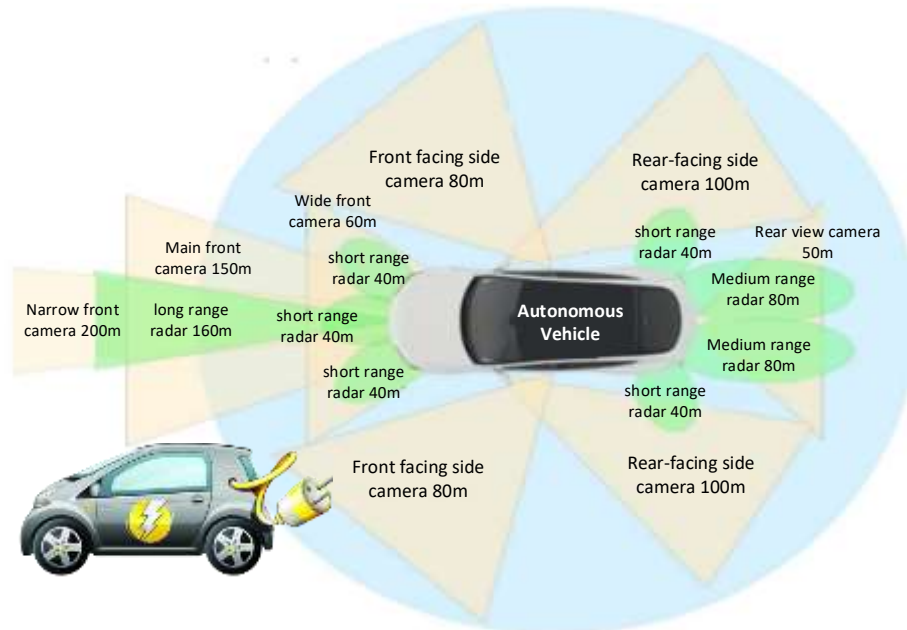 Front facing side
camera 80m
Rear-facing side
camera 100m
Wide front
camera 60m
short range
radar 40m
Rear view camera
50m
Main front
camera 150m
short range
radar 40m
Medium range
radar 80m
Narrow front
camera 200m
long range
radar 160m
short range
radar 40m
Autonomous
Vehicle
Medium range
radar 80m
short range
radar 40m
short range
radar 40m
Front facing side
camera 80m
Rear-facing side
camera 100m